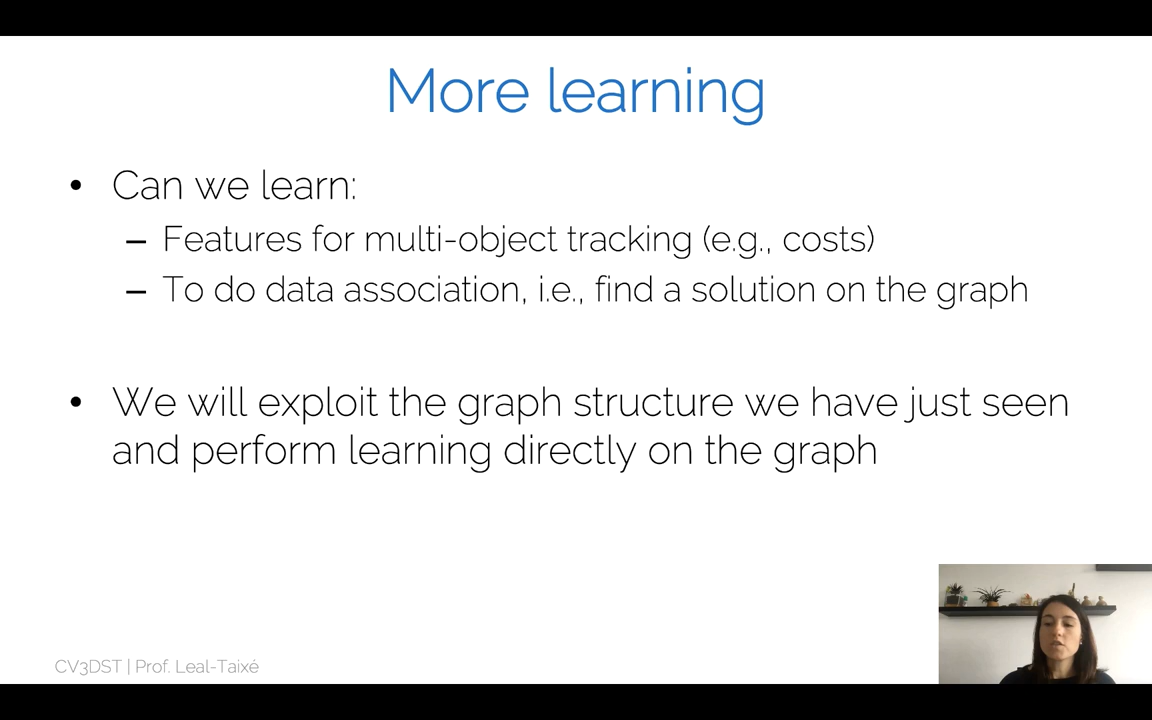 More learning
• Can we learn:
– Features for multi-object tracking (e.g., costs)
– To do data association, i.e., find a solution on the graph
• We will exploit the graph structure we have just seen
and perform learning directly on the graph
CV3DST | Prof. Leal-Taixé